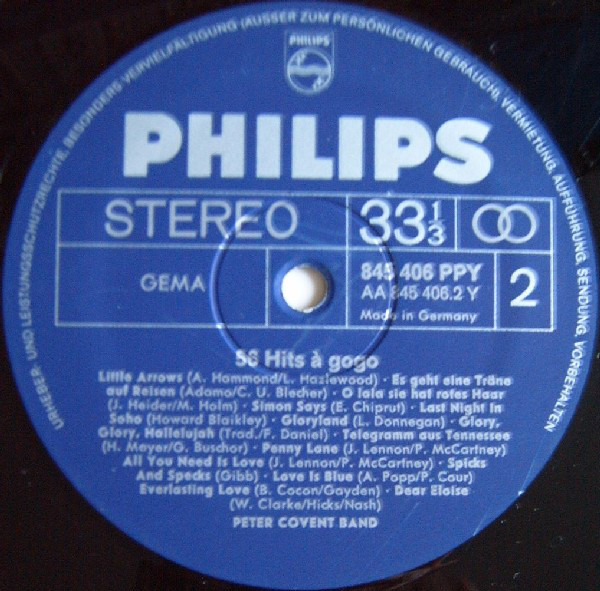 URHEBER- UND LEISTUNGSSCHUTZRECHTE, BESONDERS VERVIELFÄLTIGUNG (AUSSER ZUM PERSÖNLICHEN GEBRAUCH), VERMIETUNG, AUFFÜHRUNG, SENDUNG VORBEHALTEN
PHILIPS
PHILIPS
STEREO 33 1/3
GEMA 845 406 PPY 2
AA 845 406.2 Y
Made in Germany
56 Hits à gogo
Little Arrows (A. Hammond/L. Hazlewood) · Es geht eine Träne
auf Reisen (Adamo/C. U. Blecher) · O lala sie hat rotes Haar
(J. Heider/M. Holm) · Simon Says (E. Chiprut) · Last Night In
Soho (Howard Blaikley) · Gloryland (L. Donnegan) · Glory,
Glory, Hallelujah (Trad./F. Daniel) · Telegramm aus Tennessee
(H. Meyer/G. Buschor) · Penny Lane (J. Lennon/P. McCartney)
All You Need Is Love (J. Lennon/P. McCartney) · Spicks
And Specks (Gibb) · Love Is Blue (A. Popp/P. Cour)
Everlasting Love (B. Cocon/Gayden) · Dear Eloise
(W. Clarke/Hicks/Nash)
PETER COVENT BAND